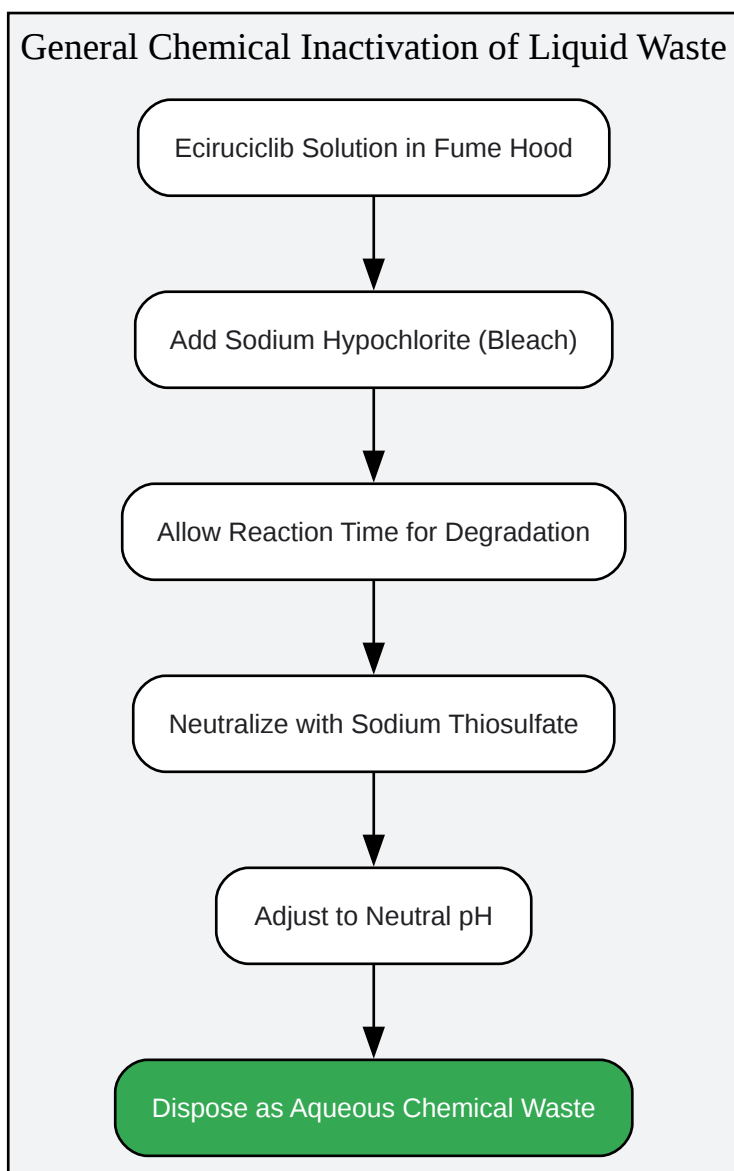 General Chemical Inactivation of Liquid Waste
Eciruciclib Solution in Fume Hood
Add Sodium Hypochlorite (Bleach)
Allow Reaction Time for Degradation
Neutralize with Sodium Thiosulfate
Adjust to Neutral pH
Dispose as Aqueous Chemical Waste